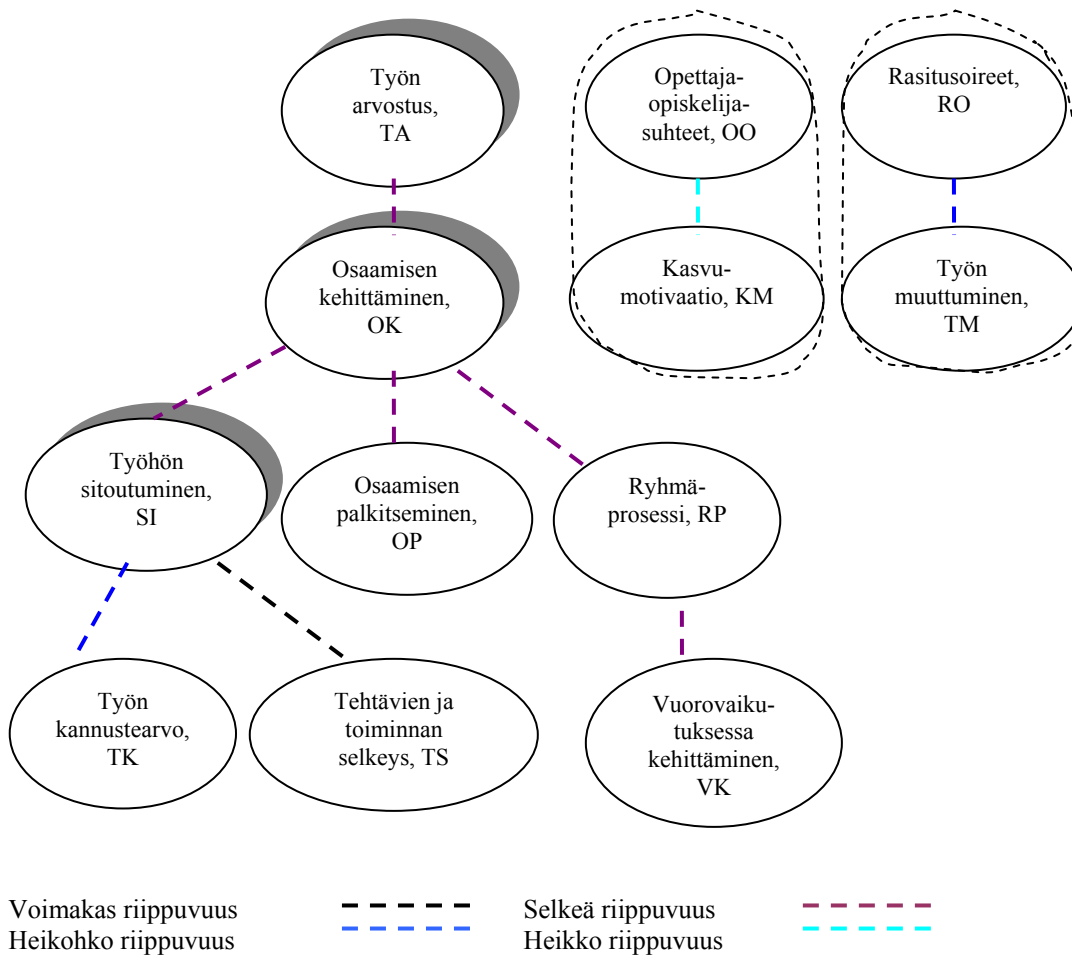 Työn
arvostus,
TA
Opettaja-
opiskelija-
suhteet, OO
Rasitusoireet,
RO
Osaamisen
kehittäminen,
OK
Kasvu-
motivaatio, KM
Työn
muuttuminen,
TM
Työhön
sitoutuminen,
SI
Osaamisen
palkitseminen,
OP
Ryhmä-
prosessi, RP
Työn
kannustearvo,
TK
Tehtävien ja
toiminnan
selkeys, TS
Vuorovaiku-
tuksessa
kehittäminen,
VK
Voimakas riippuvuus
Selkeä riippuvuus
Heikohko riippuvuus
Heikko riippuvuus